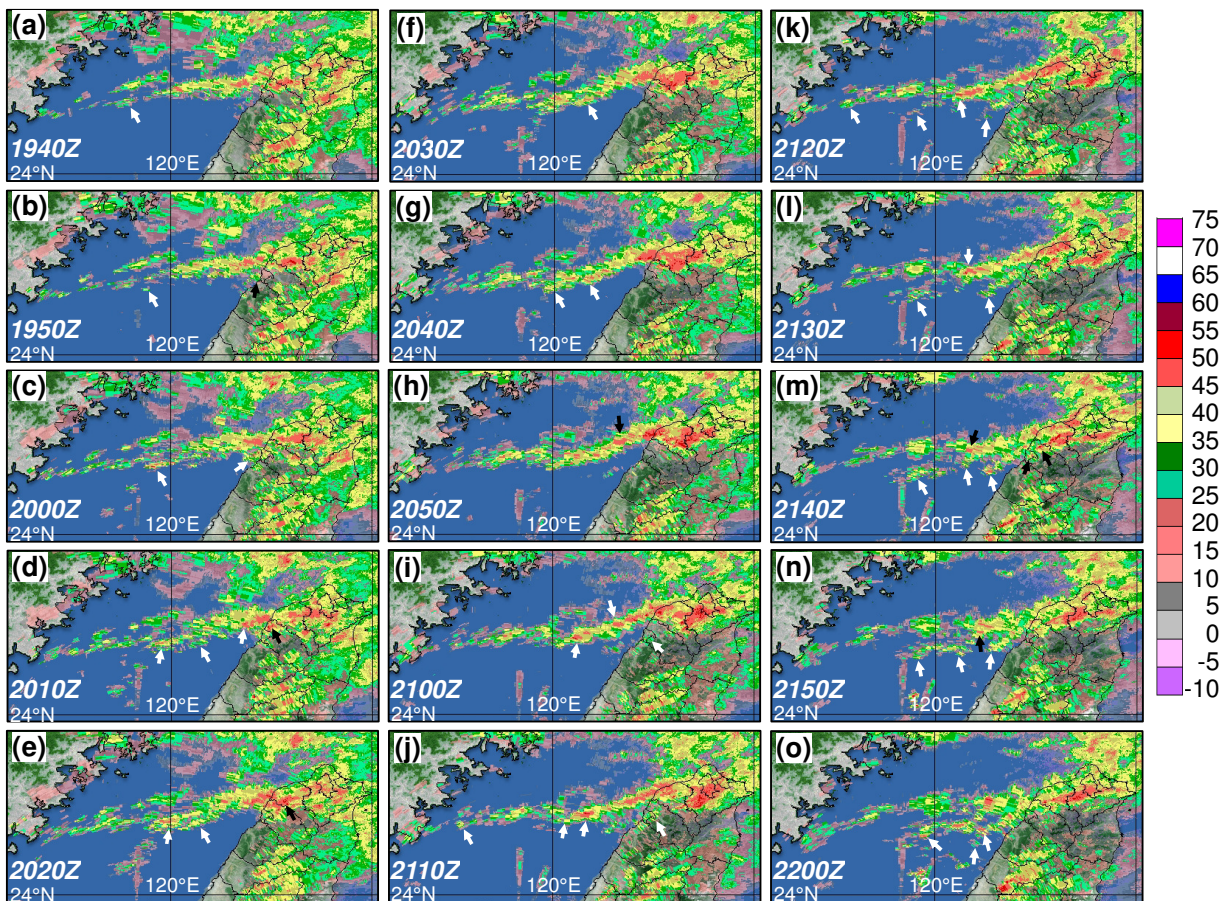 (a)
1940Z
120°E
24°N
(b)
1950Z
120°E
24°N
(c)
2000Z
120°E
24°N
(d)
2010Z
120°E
24°N
(e)
2020Z
120°E
24°N
(f)
2030Z
120°E
24°N
(g)
2040Z
120°E
24°N
(h)
2050Z
120°E
24°N
(i)
2100Z
120°E
24°N
(j)
2110Z
120°E
24°N
(k)
2120Z
120°E
24°N
(l)
2130Z
120°E
24°N
(m)
2140Z
120°E
24°N
(n)
2150Z
120°E
24°N
(o)
2200Z
120°E
24°N
75
70
65
60
55
50
45
40
35
30
25
20
15
10
5
0
-5
-10